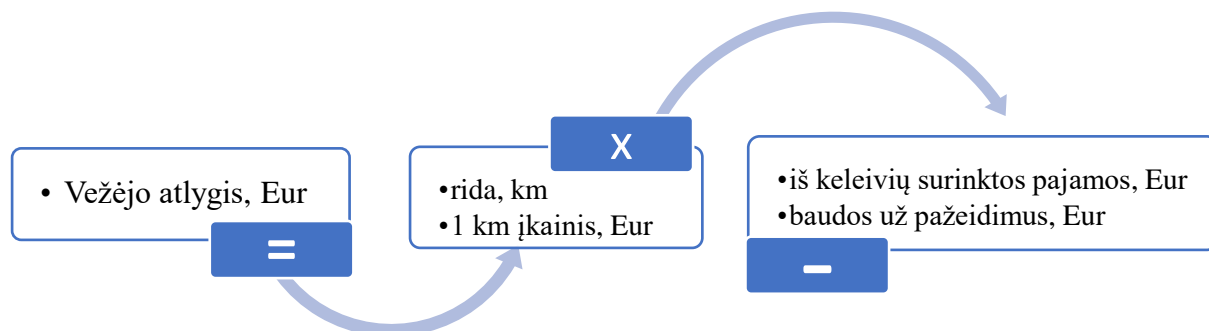 • Vežėjo atlygis, Eur
=
X
•rida, km
•1 km įkainis, Eur
•iš keleivių surinktos pajamos, Eur
•baudos už pažeidimus, Eur
–